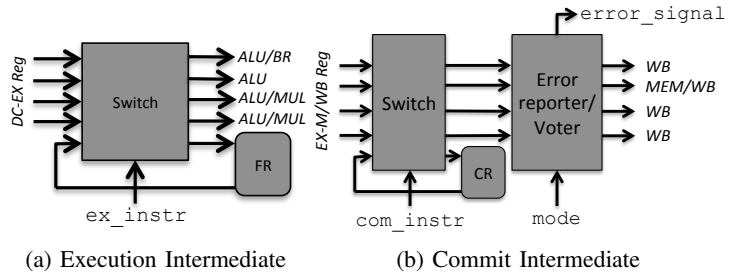 error_signal
DC-EX Reg
Switch
ALU/BR
ALU
ALU/MUL
ALU/MUL
FR
ex_instr
EX-M/WB Reg
Switch
CR
com_instr
Error
reporter/
Voter
mode
WB
MEM/WB
WB
WB
(a) Execution Intermediate
(b) Commit Intermediate